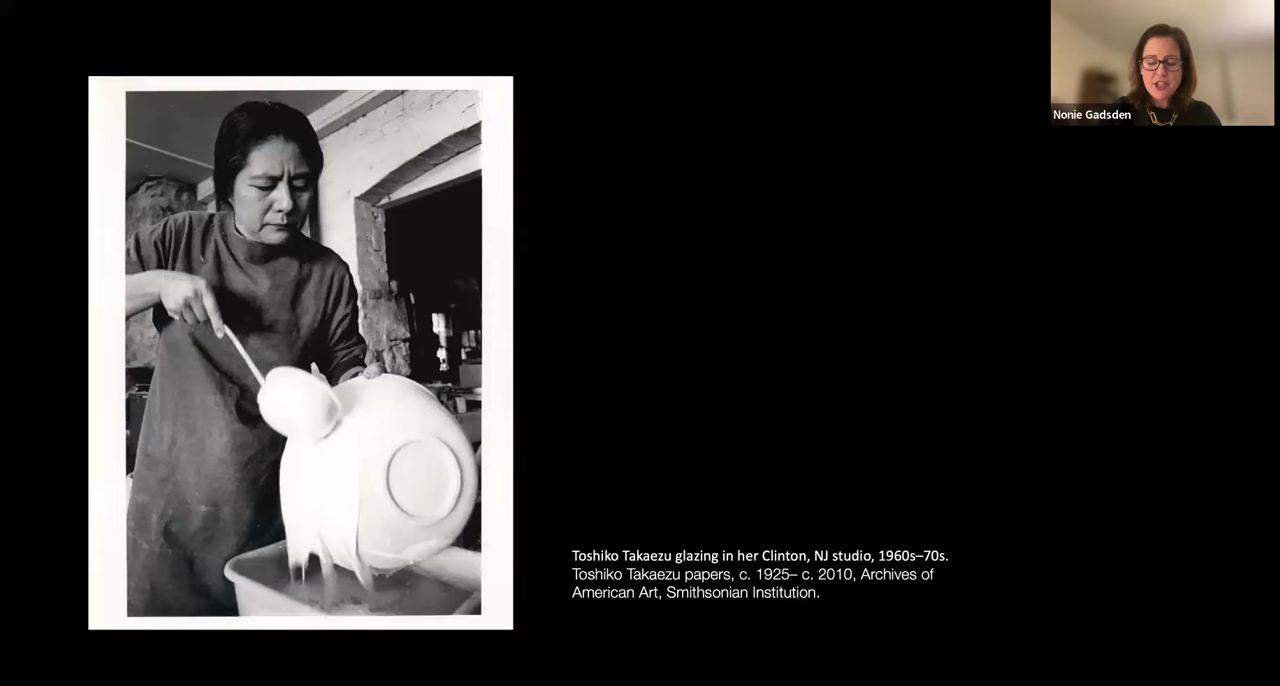 Nonie Gadsden
Toshiko Takaezu glazing in her Clinton, NJ studio, 1960s–70s.
Toshiko Takaezu papers, c. 1925– c. 2010, Archives of
American Art, Smithsonian Institution.